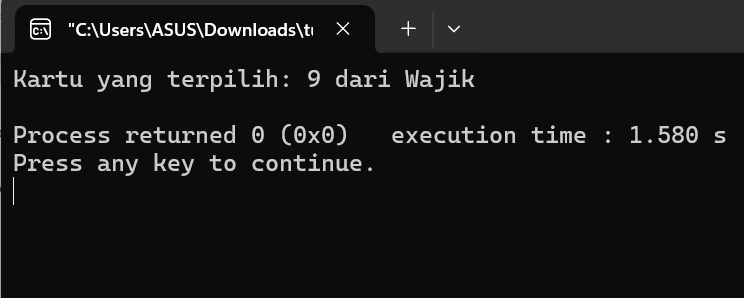 "C:\Users\ASUS\Downloads\tu
Kartu yang terpilih: 9 dari Wajik
Process returned 0 (0x0)   execution time : 1.580 s
Press any key to continue.